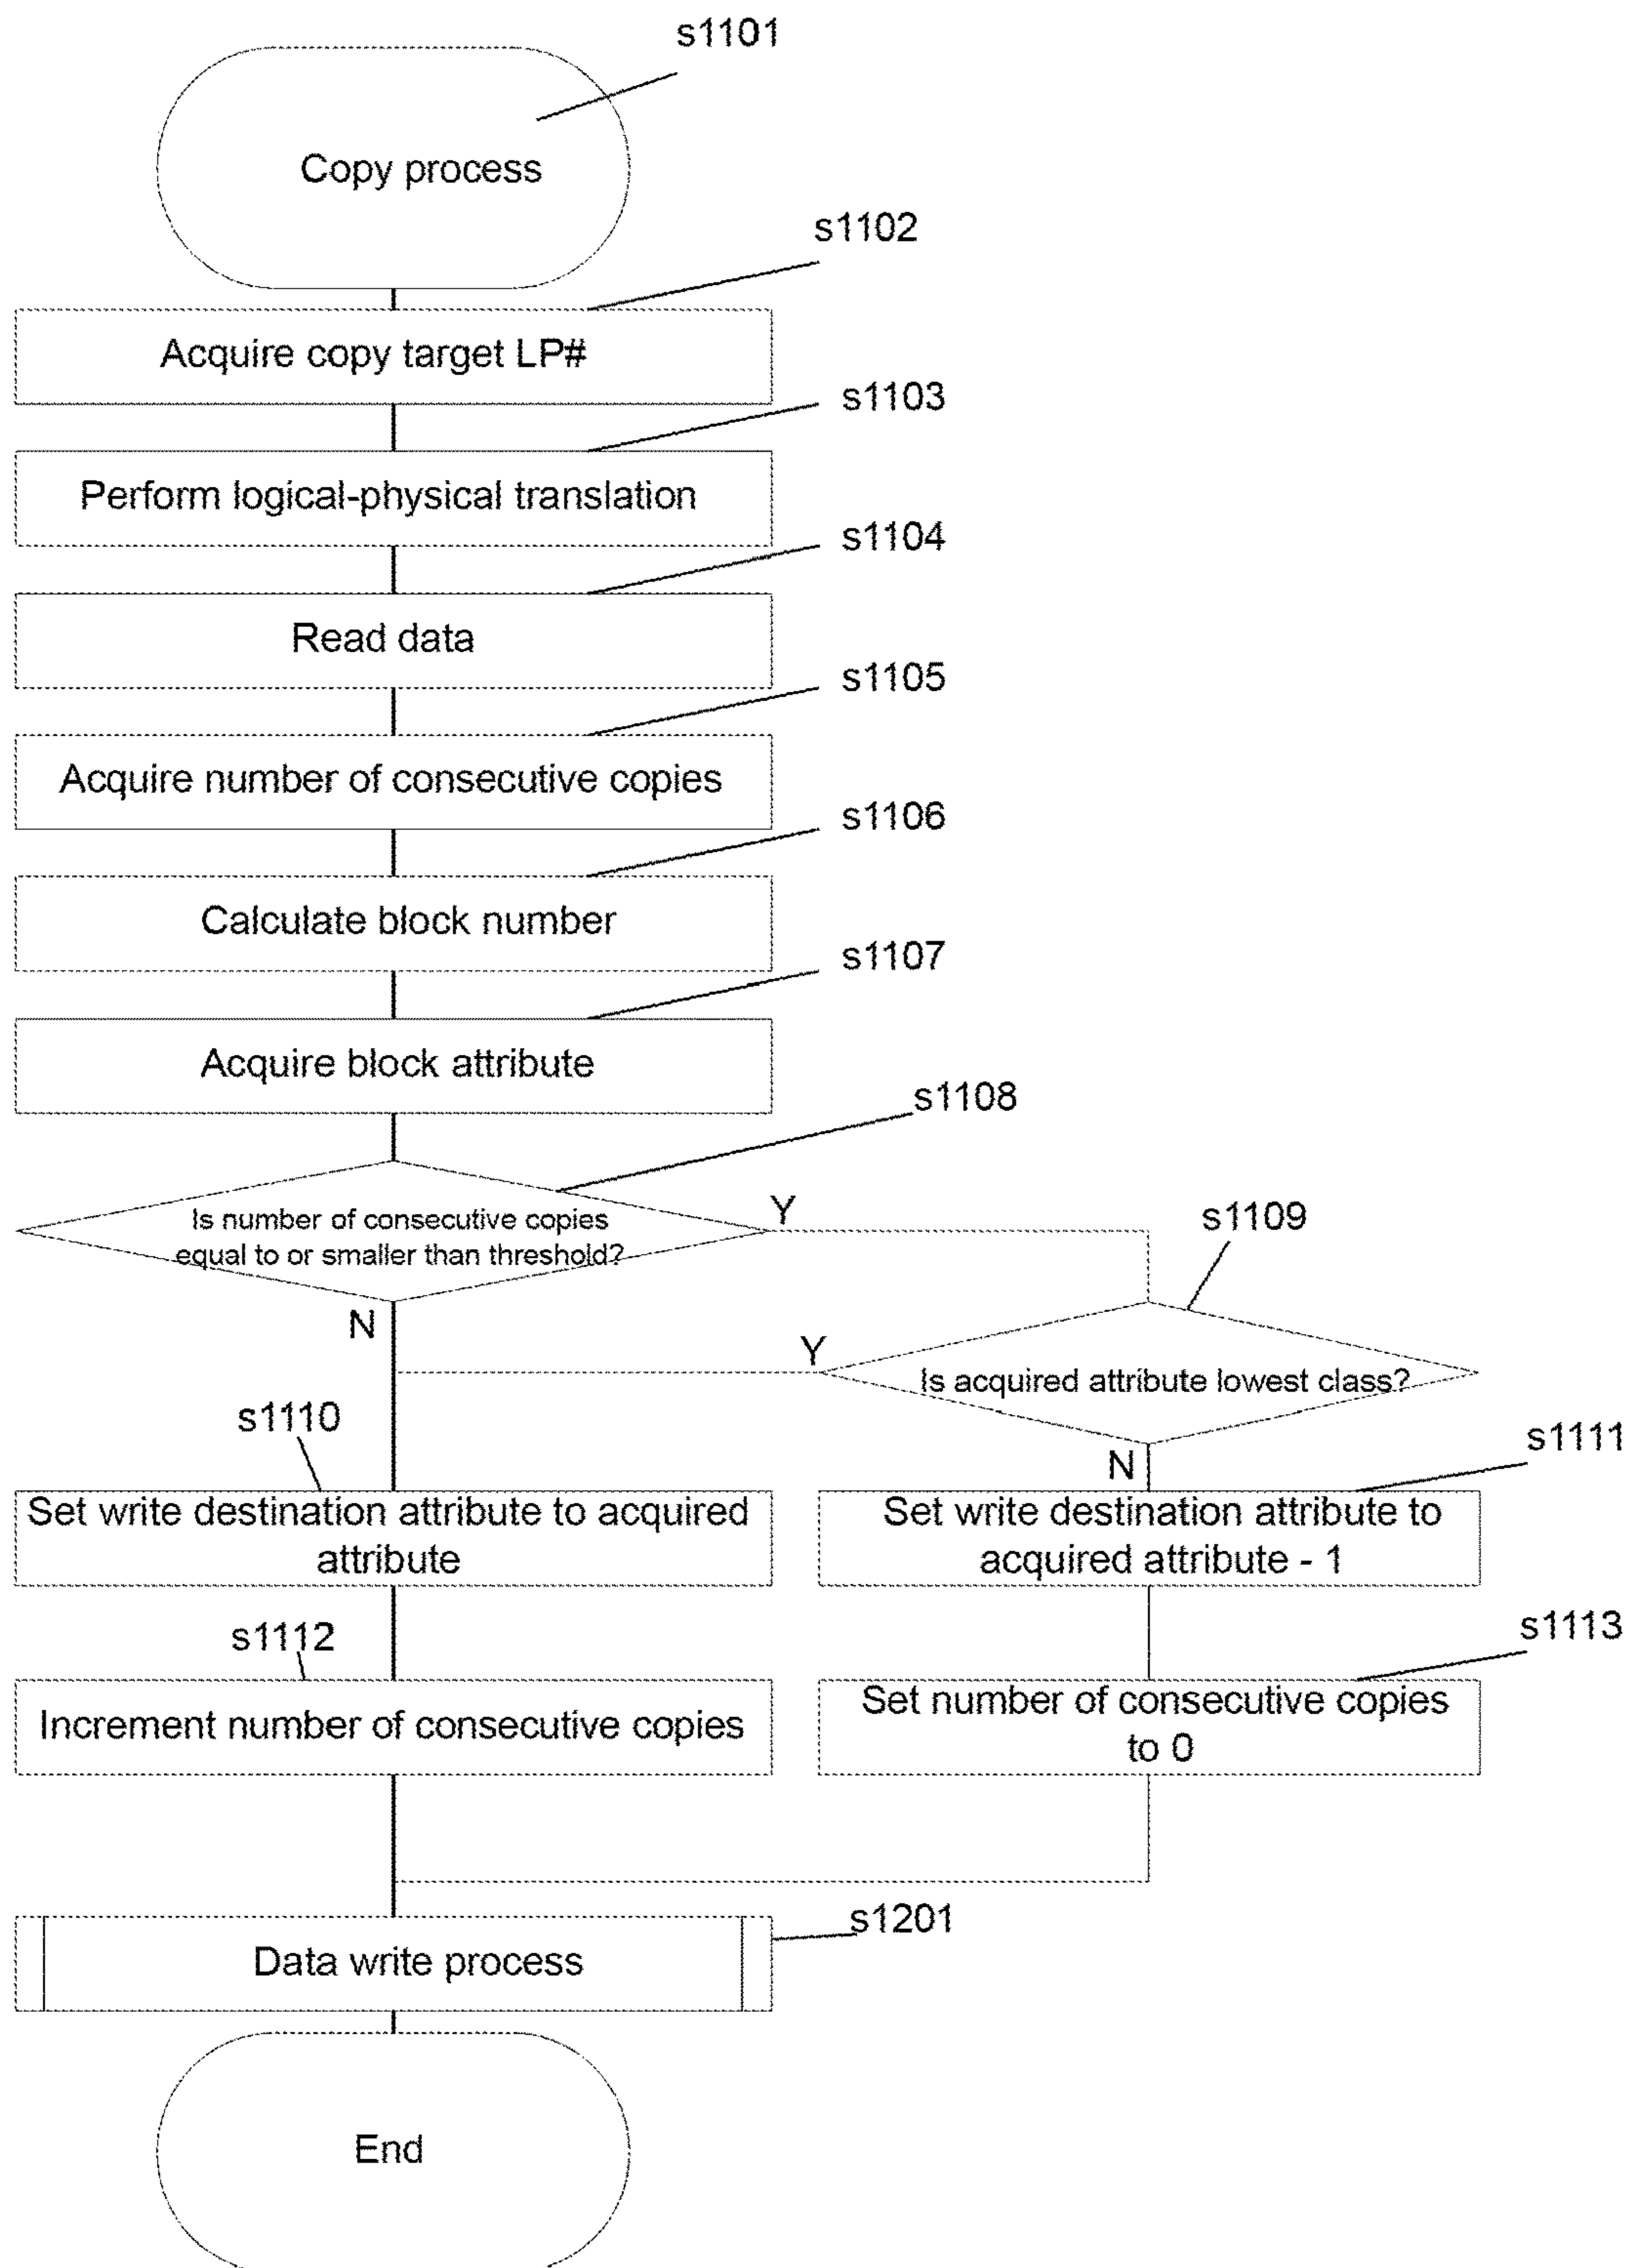 s1101
Copy process
s1102
Acquire copy target LP#
s1103
Perform logical-physical translation
s1104
Read data
s1105
Acquire number of consecutive copies
s1106
Calculate block number
s1107
Acquire block attribute
s1108
Is number of consecutive copies
equal to or smaller than threshold?
Y
N
s1109
Y
Is acquired attribute lowest class?
N
s1110
s1111
Set write destination attribute to acquired
attribute
Set write destination attribute to
acquired attribute - 1
s1112
s1113
Increment number of consecutive copies
Set number of consecutive copies
to 0
s1201
Data write process
End